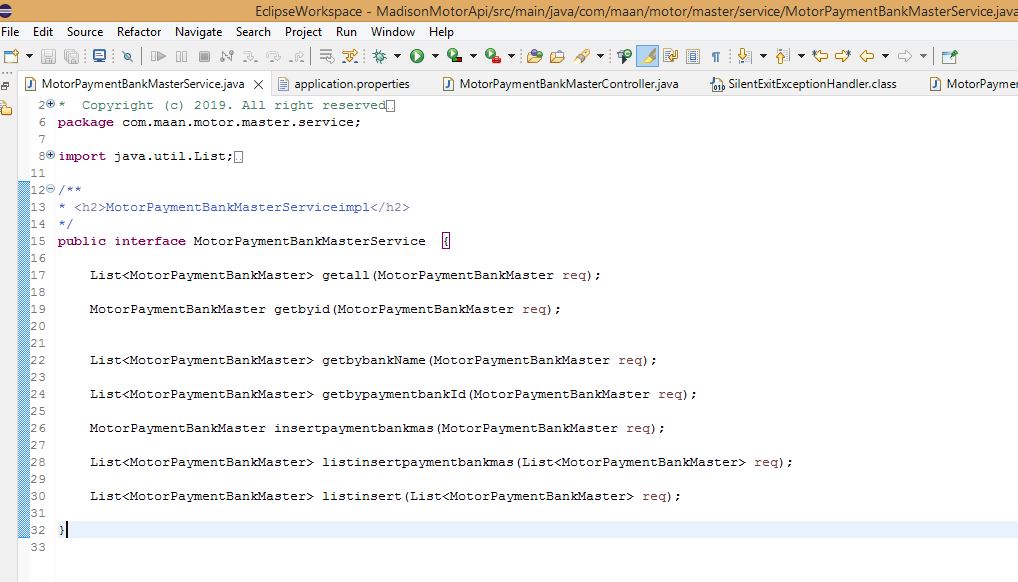 EclipseWorkspace - MadisonMotorApi/src/main/java/com/maan/motor/master/service/MotorPaymentBankMasterService.java
File Edit Source Refactor Navigate Search Project Run Window Help
MotorPaymentBankMasterService.java application.properties MotorPaymentBankMasterController.java SilentExitExceptionHandler.class MotorPaymen
2 * Copyright (c) 2019. All right reserved
6 package com.maan.motor.master.service;
7
8 import java.util.List;
11
12 /**
13 * <h2>MotorPaymentBankMasterServiceimpl</h2>
14 */
15 public interface MotorPaymentBankMasterService {
16
17 List<MotorPaymentBankMaster> getall(MotorPaymentBankMaster req);
18
19 MotorPaymentBankMaster getbyid(MotorPaymentBankMaster req);
20
21
22 List<MotorPaymentBankMaster> getbybankName(MotorPaymentBankMaster req);
23
24 List<MotorPaymentBankMaster> getbypaymentbankId(MotorPaymentBankMaster req);
25
26 MotorPaymentBankMaster insertpaymentbankmas(MotorPaymentBankMaster req);
27
28 List<MotorPaymentBankMaster> listinsertpaymentbankmas(List<MotorPaymentBankMaster> req);
29
30 List<MotorPaymentBankMaster> listinsert(List<MotorPaymentBankMaster> req);
31
32 }
33